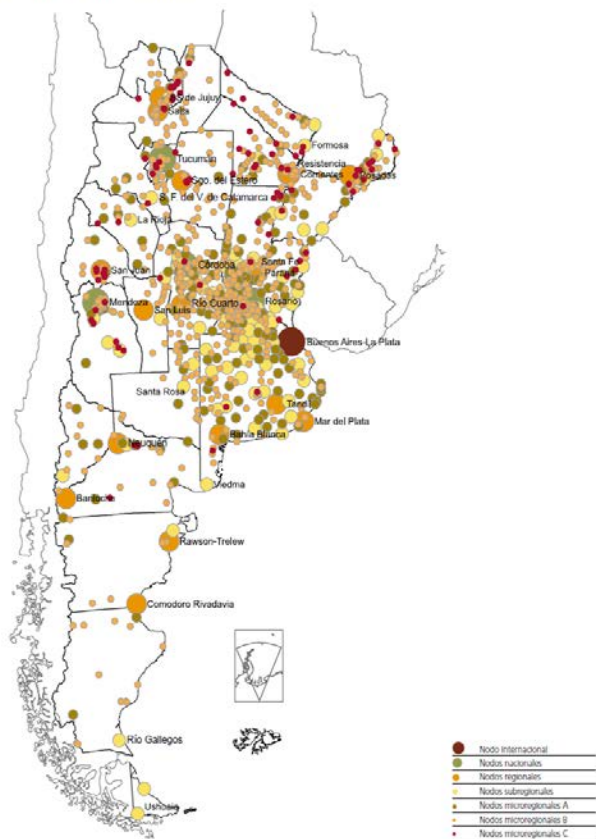 S. S. de Jujuy
Salta
Formosa
Tucumán
Resistencia
Corrientes
Posadas
Sgo. del Estero
S. F. del V. de Catamarca
La Rioja
Santa Fe
Córdoba
Paraná
San Juan
Mendoza
San Luis
Río Cuarto
Rosario
Buenos Aires-La Plata
Santa Rosa
Tandil
Mar del Plata
Bahía Blanca
Neuquén
Viedma
Bariloche
Rawson-Trelew
Comodoro Rivadavia
Río Gallegos
Ushuaia
Nodo Internacional
Nodos nacionales
Nodos regionales
Nodos subregionales
Nodos microregionales A
Nodos microregionales B
Nodos microregionales C